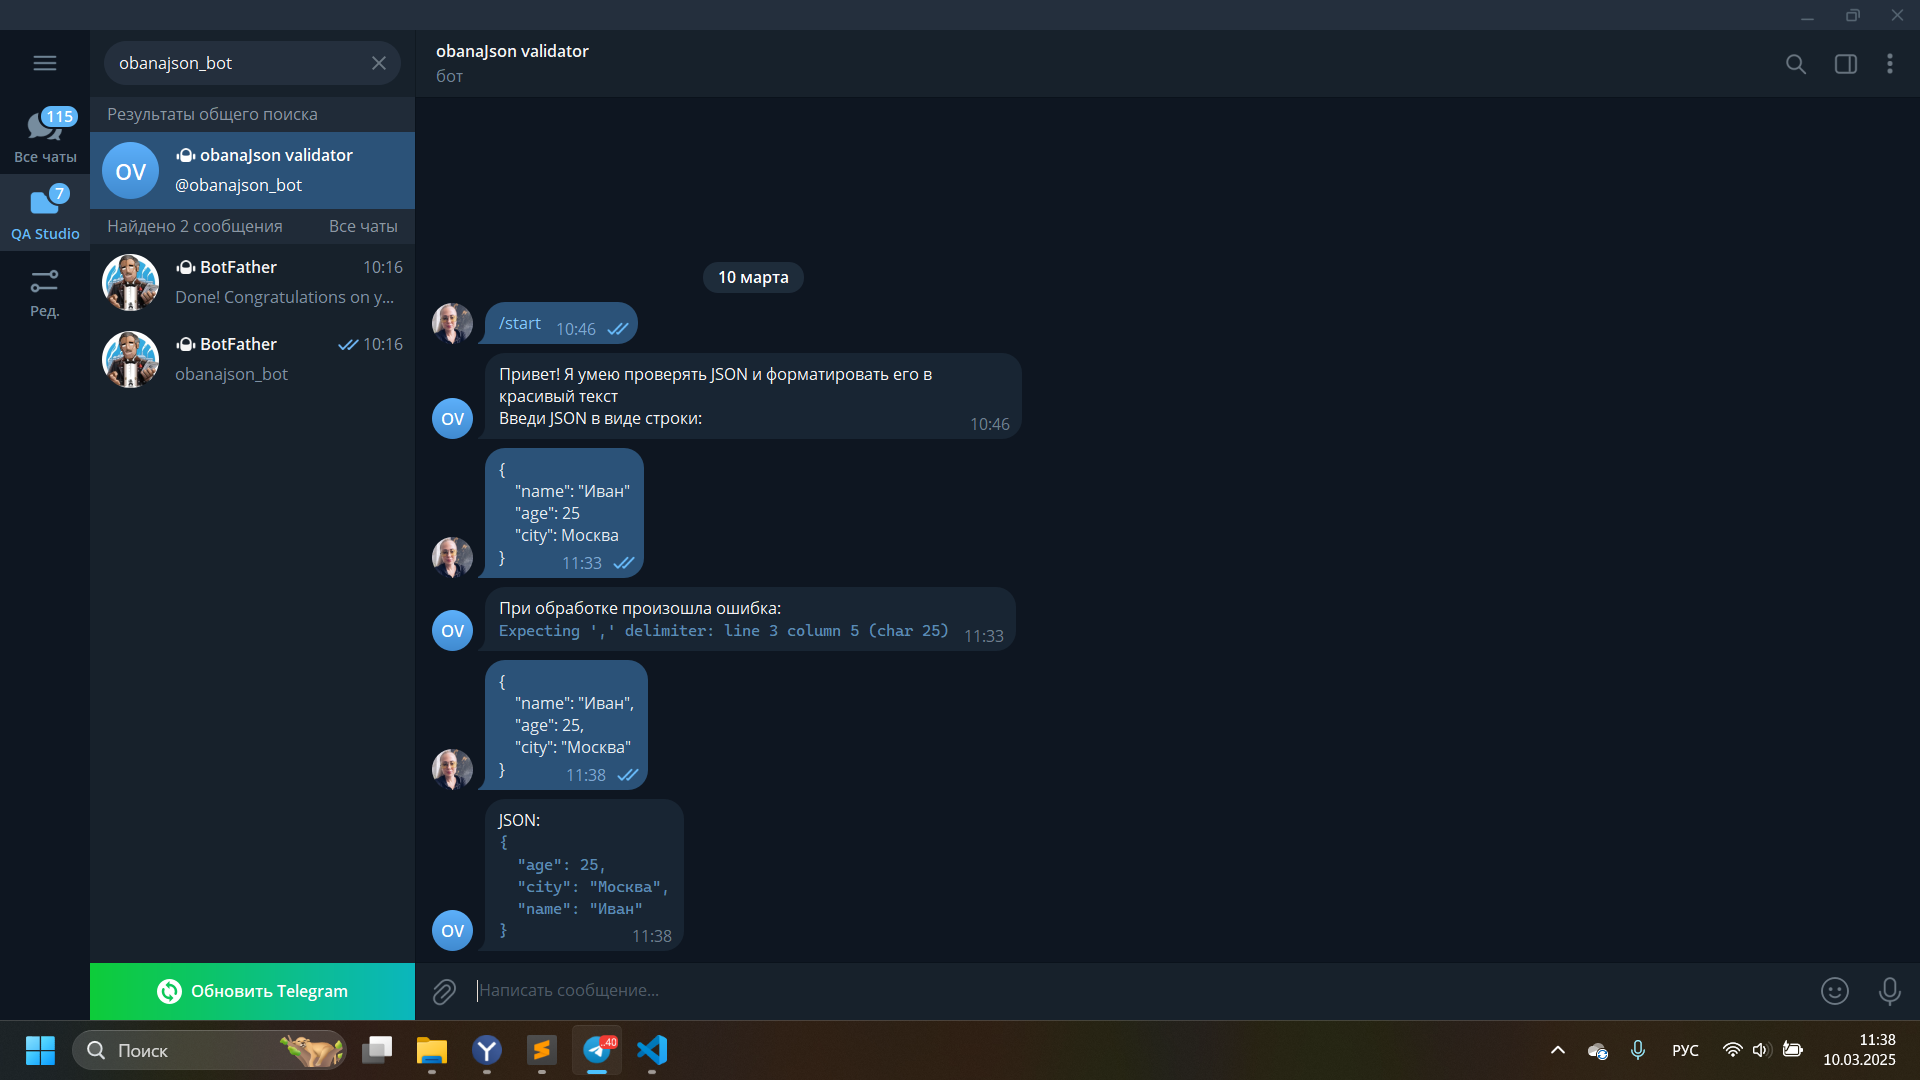 obanajson_bot
Результаты общего поиска
OV
obanaJson validator
@obanajson_bot
Найдено 2 сообщения Все чаты
BotFather 10:16
Done! Congratulations on y...
BotFather 10:16
obanajson_bot
115
Все чаты
7
QA Studio
Ред.
Обновить Telegram
obanaJson validator
бот
10 марта
/start 10:46
Привет! Я умею проверять JSON и форматировать его в
красивый текст
Введи JSON в виде строки:
10:46
OV
{
"name": "Иван"
"age": 25
"city": Москва
}
11:33
При обработке произошла ошибка:
Expecting ',' delimiter: line 3 column 5 (char 25) 11:33
OV
{
"name": "Иван",
"age": 25,
"city": "Москва"
}
11:38
JSON:
{
"age": 25,
"city": "Москва",
"name": "Иван"
}
11:38
OV
Написать сообщение...
Поиск
..40
РУС
11:38
10.03.2025